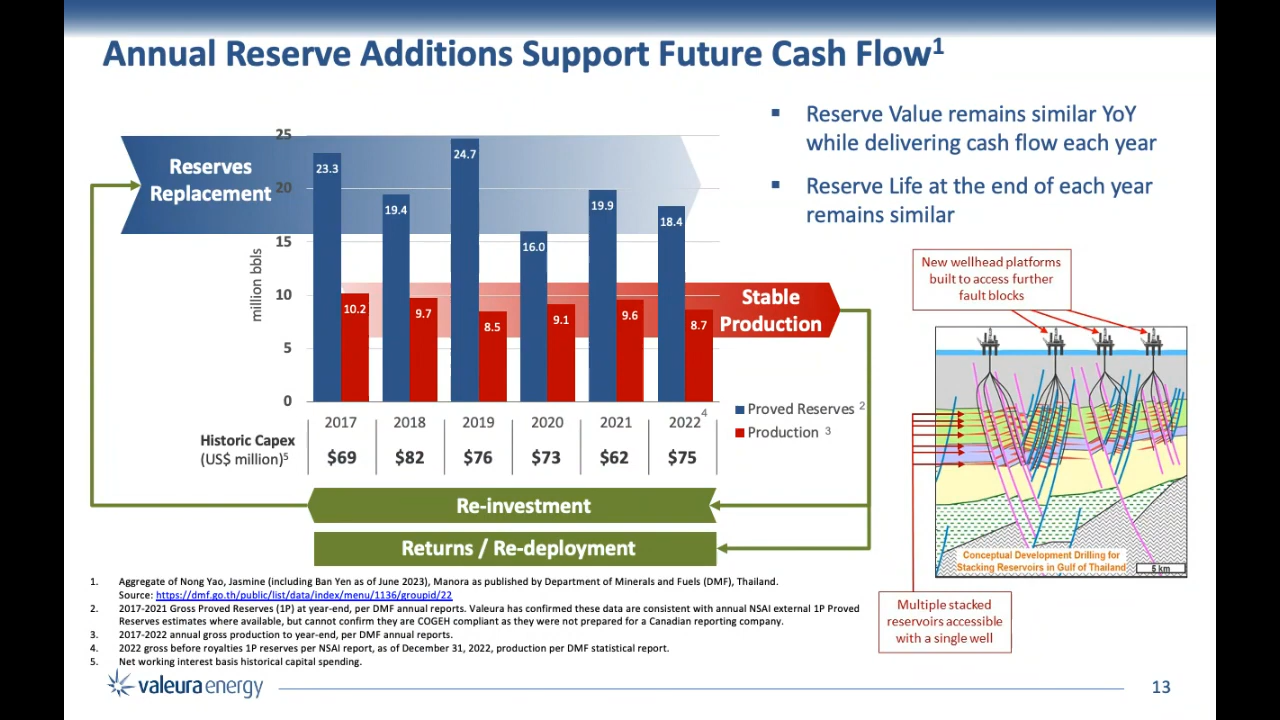 Annual Reserve Additions Support Future Cash Flow1
Reserve Value remains similar YoY
while delivering cash flow each year
Reserve Life at the end of each year
remains similar
Reserves
Replacement
million bbls
25
20
15
10
5
0
23.3
19.4
24.7
16.0
19.9
18.4
10.2
9.7
8.5
9.1
9.6
8.7
Stable
Production
2017 2018 2019 2020 2021 2022 4
Proved Reserves 2
Production 3
Historic Capex
(US$ million)5
$69 $82 $76 $73 $62 $75
Re-investment
Returns / Re-deployment
New wellhead platforms
built to access further
fault blocks
Conceptual Development Drilling for
Stacking Reservoirs in Gulf of Thailand
5 km
Multiple stacked
reservoirs accessible
with a single well
1. Aggregate of Nong Yao, Jasmine (including Ban Yen as of June 2023), Manora as published by Department of Minerals and Fuels (DMF), Thailand.
Source: https://dmf.go.th/public/list/data/index/menu/1136/groupid/22
2. 2017-2021 Gross Proved Reserves (1P) at year-end, per DMF annual reports. Valeura has confirmed these data are consistent with annual NSAI external 1P Proved
Reserves estimates where available, but cannot confirm they are COGEH compliant as they were not prepared for a Canadian reporting company.
3. 2017-2022 annual gross production to year-end, per DMF annual reports.
4. 2022 gross before royalties 1P reserves per NSAI report, as of December 31, 2022, production per DMF statistical report.
5. Net working interest basis historical capital spending.
valeura energy
13